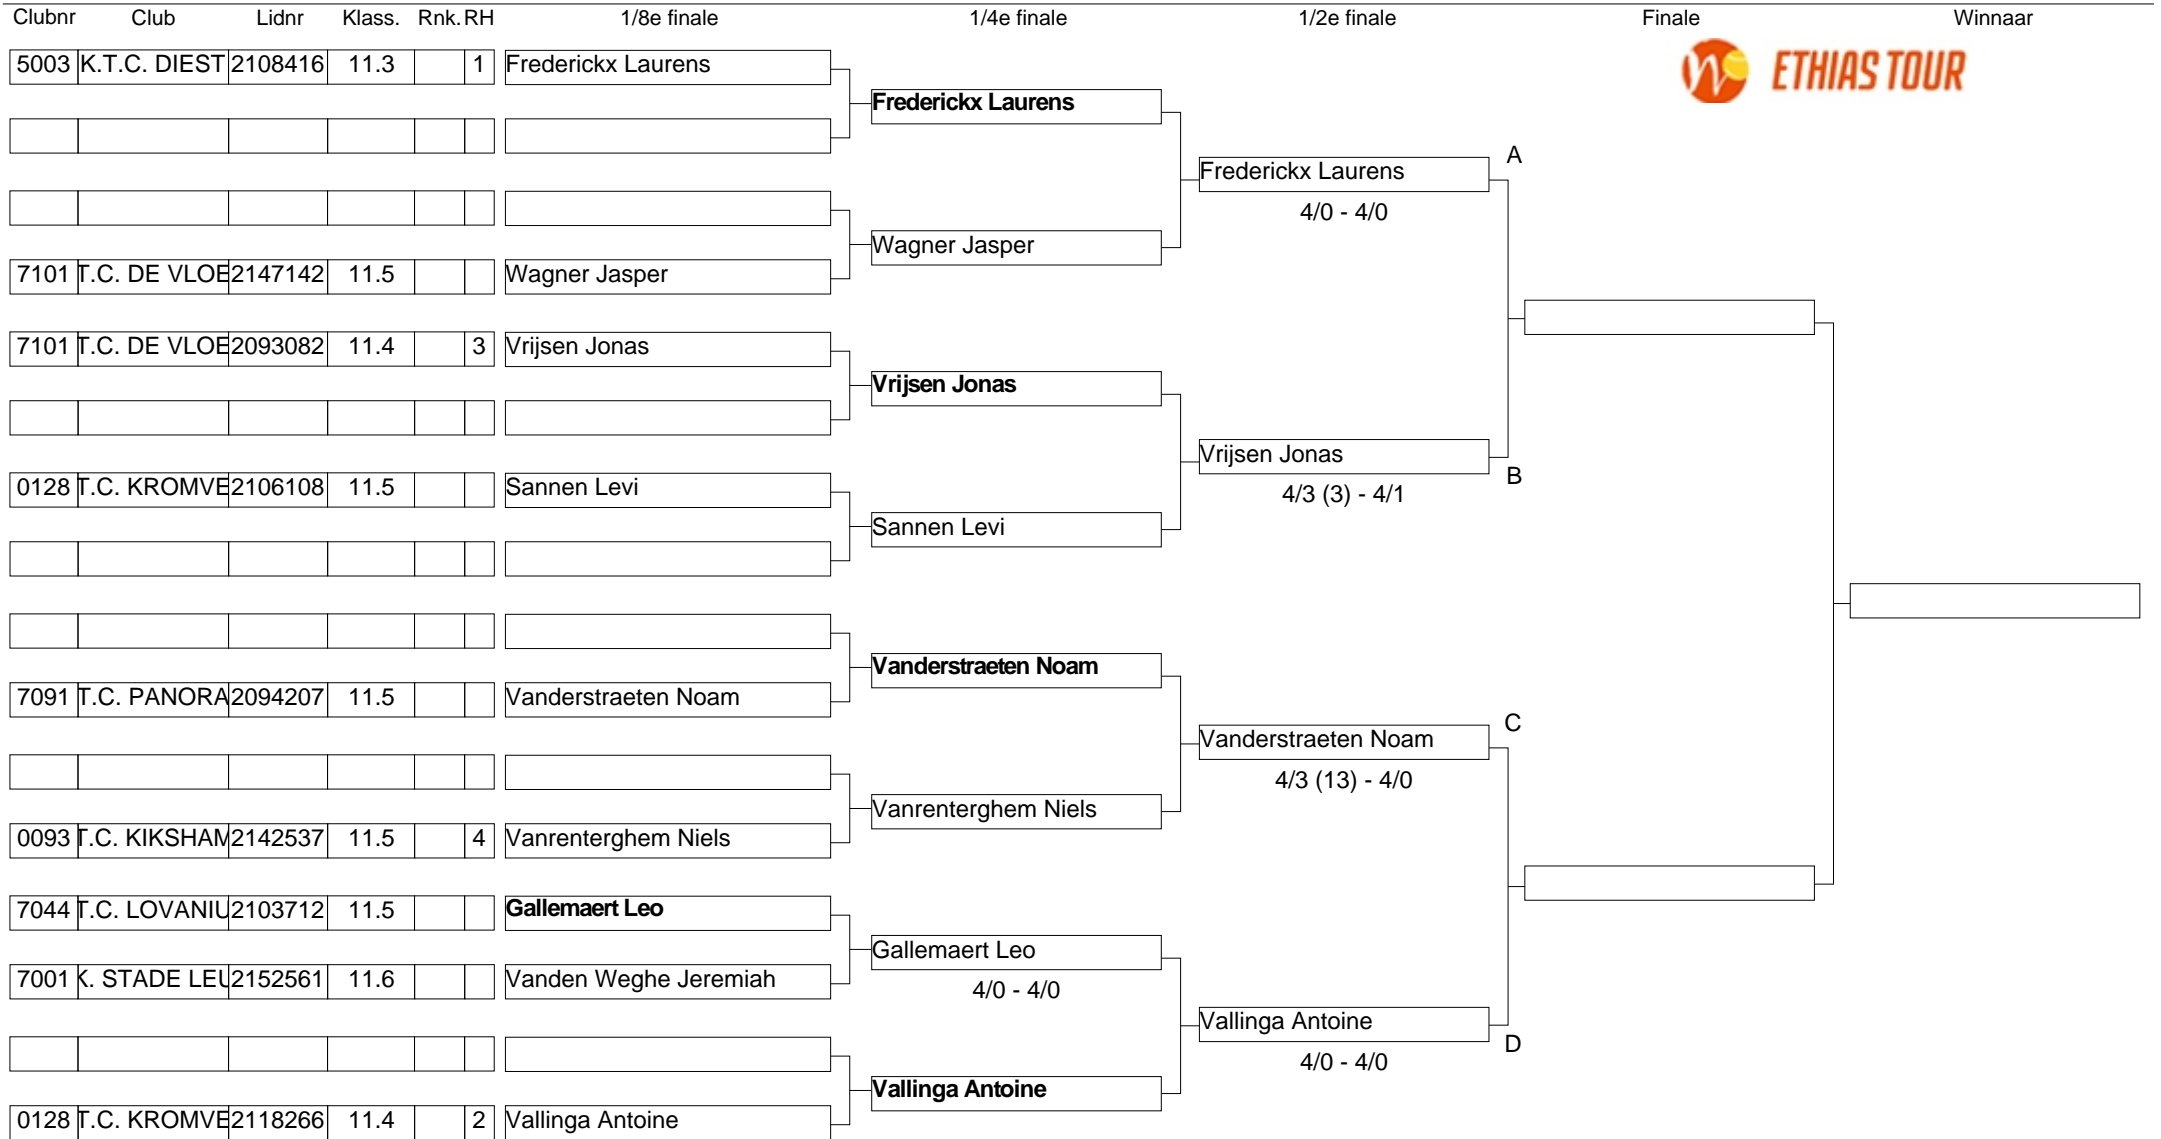 Clubnr Club Lidnr Klass. Rnk. RH 1/8e finale 1/4e finale 1/2e finale Finale Winnaar
ETHIAS TOUR
5003 K.T.C. DIEST 2108416 11.3 1 Frederickx Laurens
Frederickx Laurens
A
Frederickx Laurens
4/0 - 4/0
Wagner Jasper
7101 T.C. DE VLOE 2147142 11.5 Wagner Jasper
7101 T.C. DE VLOE 2093082 11.4 3 Vrijsen Jonas
Vrijsen Jonas
Vrijsen Jonas
B
4/3 (3) - 4/1
0128 T.C. KROMVE 2106108 11.5 Sannen Levi
Sannen Levi
Vanderstraeten Noam
7091 T.C. PANORA 2094207 11.5 Vanderstraeten Noam
C
Vanderstraeten Noam
4/3 (13) - 4/0
Vanrenterghem Niels
0093 T.C. KIKSHAM 2142537 11.5 4 Vanrenterghem Niels
7044 T.C. LOVANIU 2103712 11.5 Gallemaert Leo
Gallemaert Leo
7001 K. STADE LEU 2152561 11.6 Vanden Weghe Jeremiah
4/0 - 4/0
Vallinga Antoine
D
4/0 - 4/0
Vallinga Antoine
0128 T.C. KROMVE 2118266 11.4 2 Vallinga Antoine